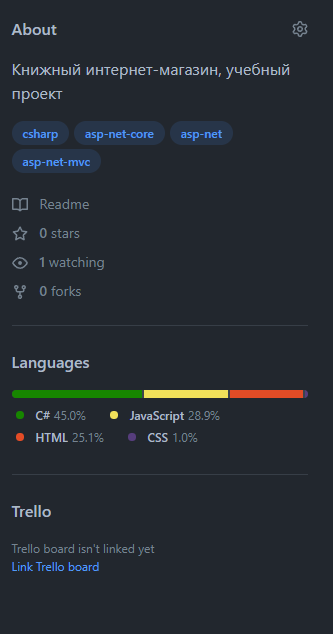 About
Книжный интернет-магазин, учебный
проект
csharp asp-net-core asp-net
asp-net-mvc
Readme
0 stars
1 watching
0 forks
Languages
C# 45.0% JavaScript 28.9%
HTML 25.1% CSS 1.0%
Trello
Trello board isn't linked yet
Link Trello board